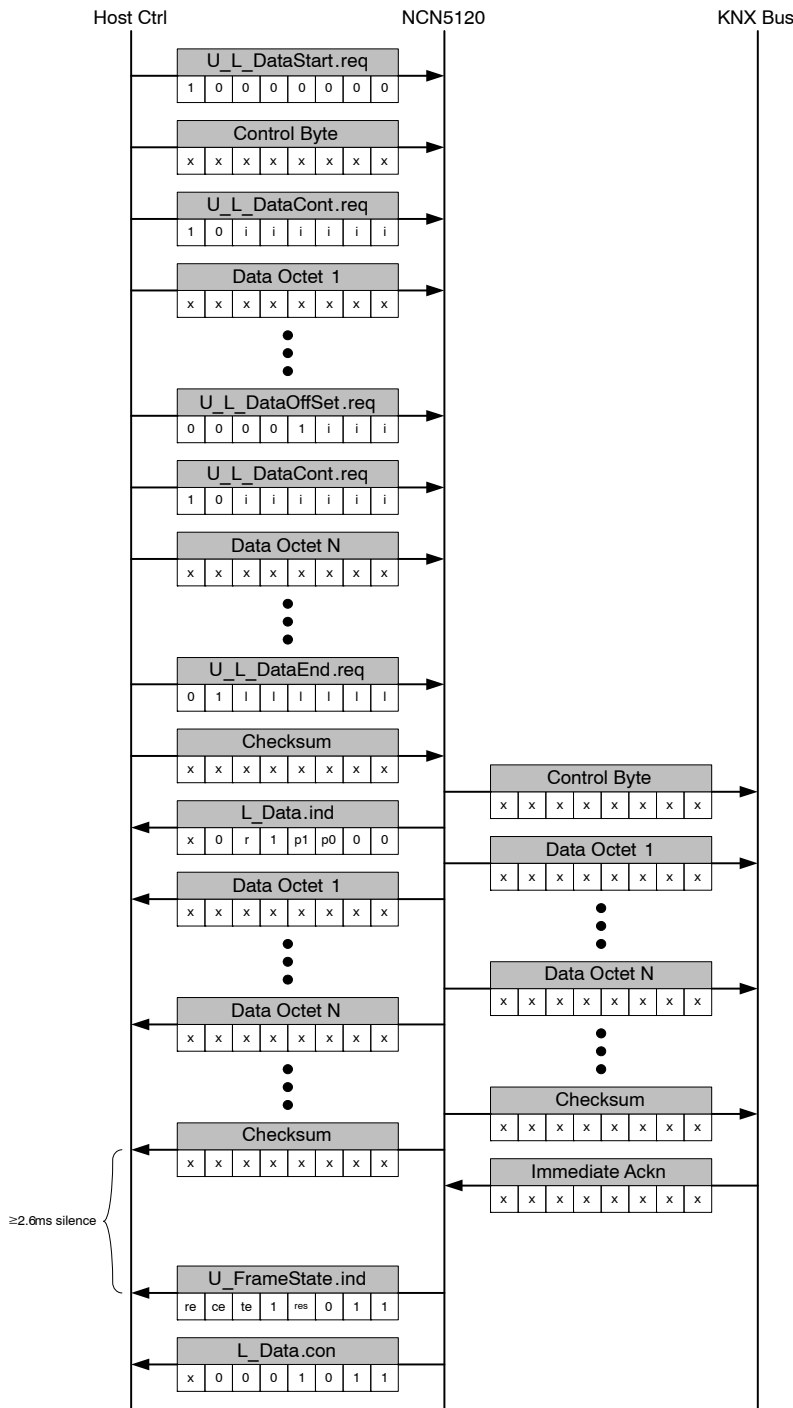 Host Ctrl NCN5120 KNX Bus
U_L_DataStart.req
1 0 0 0 0 0 0 0
Control Byte
x x x x x x x x
U_L_DataCont.req
1 0 i i i i i i
Data Octet 1
x x x x x x x x
U_L_DataOffSet.req
0 0 0 0 1 i i i
U_L_DataCont.req
1 0 i i i i i i
Data Octet N
x x x x x x x x
U_L_DataEnd.req
0 1 l l l l l l
Checksum
x x x x x x x x
Control Byte
x x x x x x x x
L_Data.ind
x 0 r 1 p1 p0 0 0
Data Octet 1
x x x x x x x x
Data Octet 1
x x x x x x x x
Data Octet N
x x x x x x x x
Data Octet N
x x x x x x x x
Checksum
x x x x x x x x
Checksum
x x x x x x x x
Immediate Ackn
x x x x x x x x
≥2.6ms silence
U_FrameState.ind
re ce te 1 res 0 1 1
L_Data.con
x 0 0 0 1 0 1 1